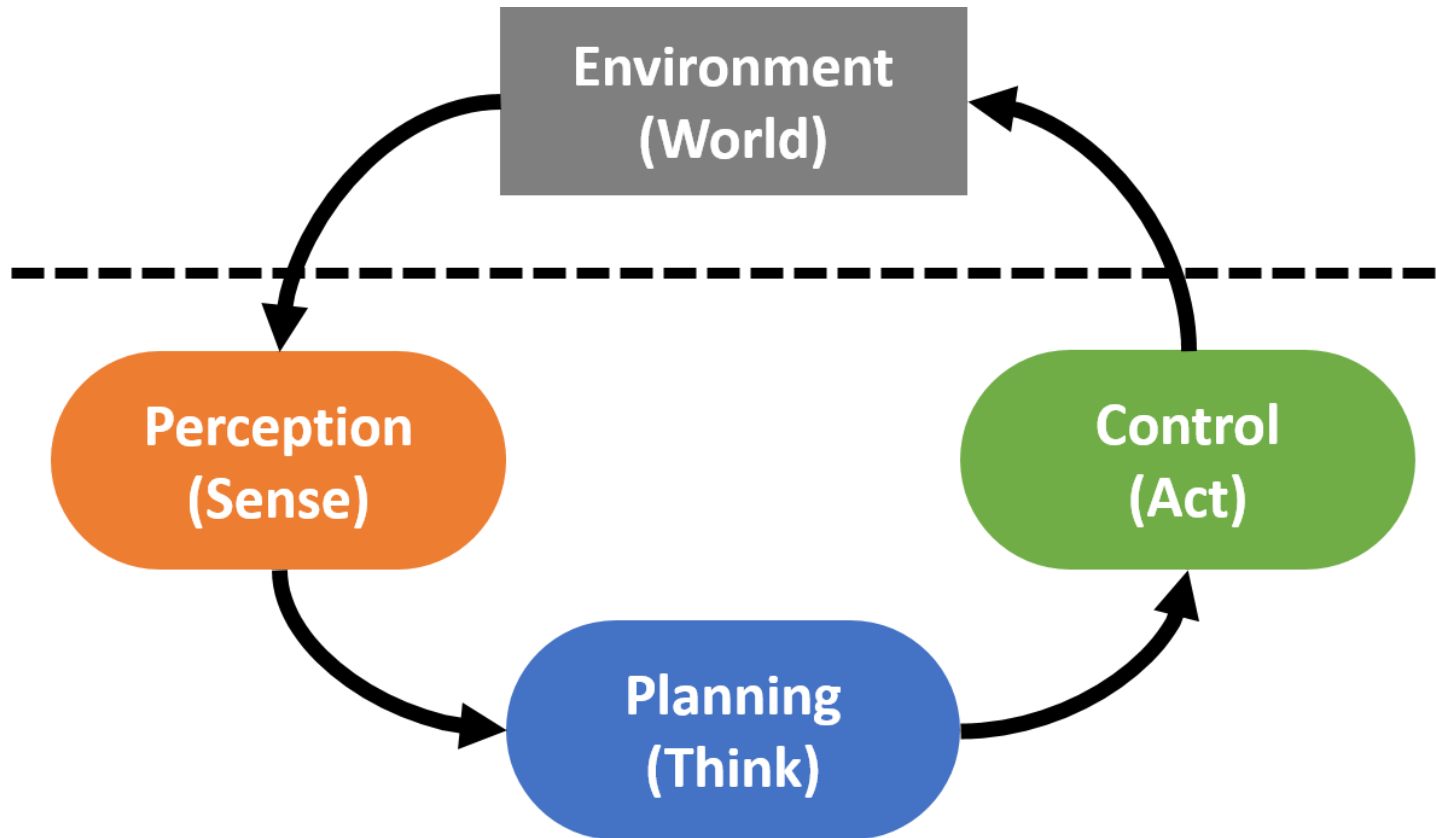 Environment
(World)
Perception
(Sense)
Control
(Act)
Planning
(Think)